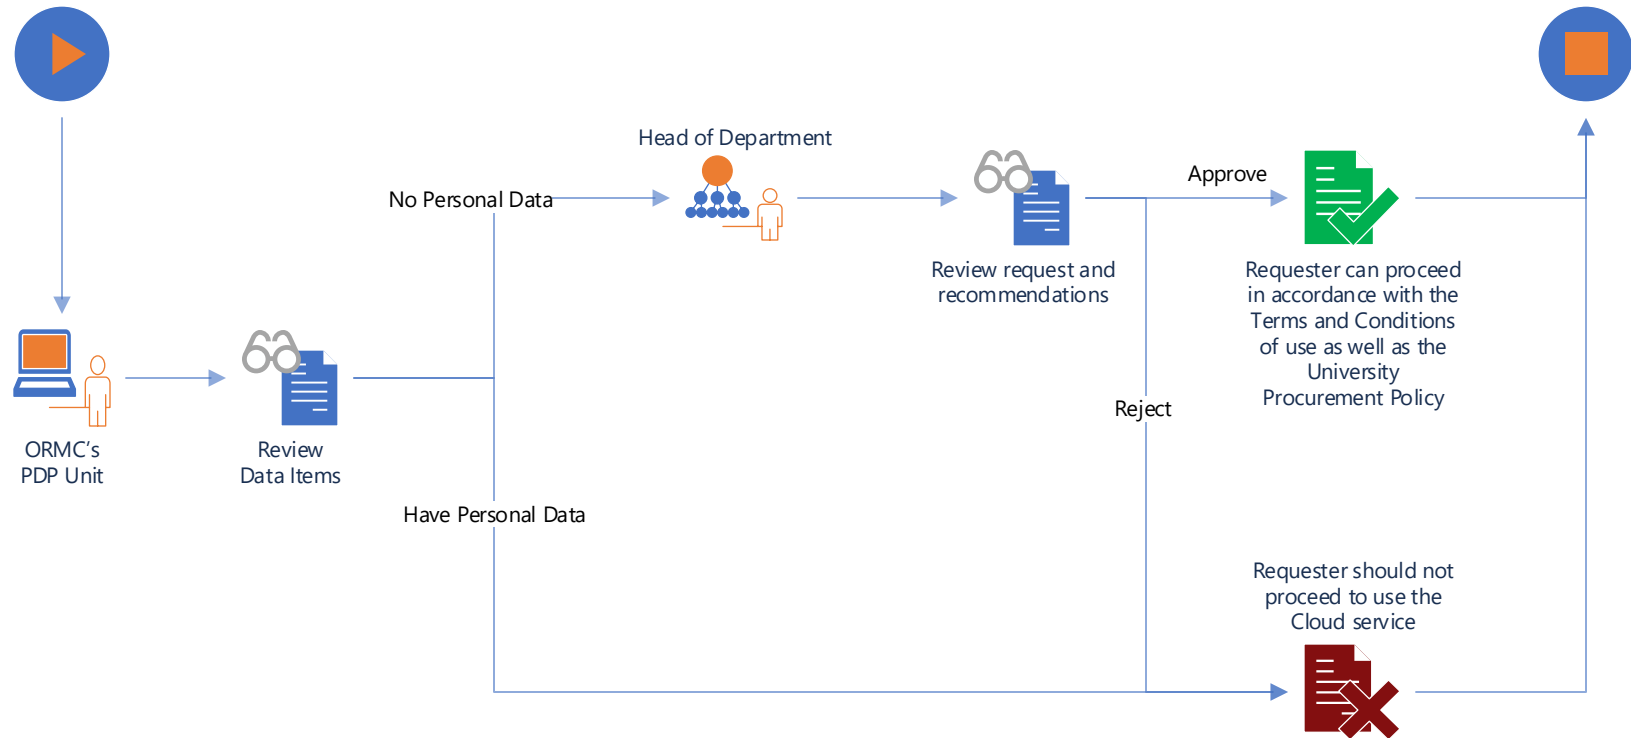 Head of Department
No Personal Data
Approve
Review request and
recommendations
Requester can proceed
in accordance with the
Terms and Conditions
of use as well as the
University
Procurement Policy
Reject
ORMC's
PDP Unit
Review
Data Items
Have Personal Data
Requester should not
proceed to use the
Cloud service